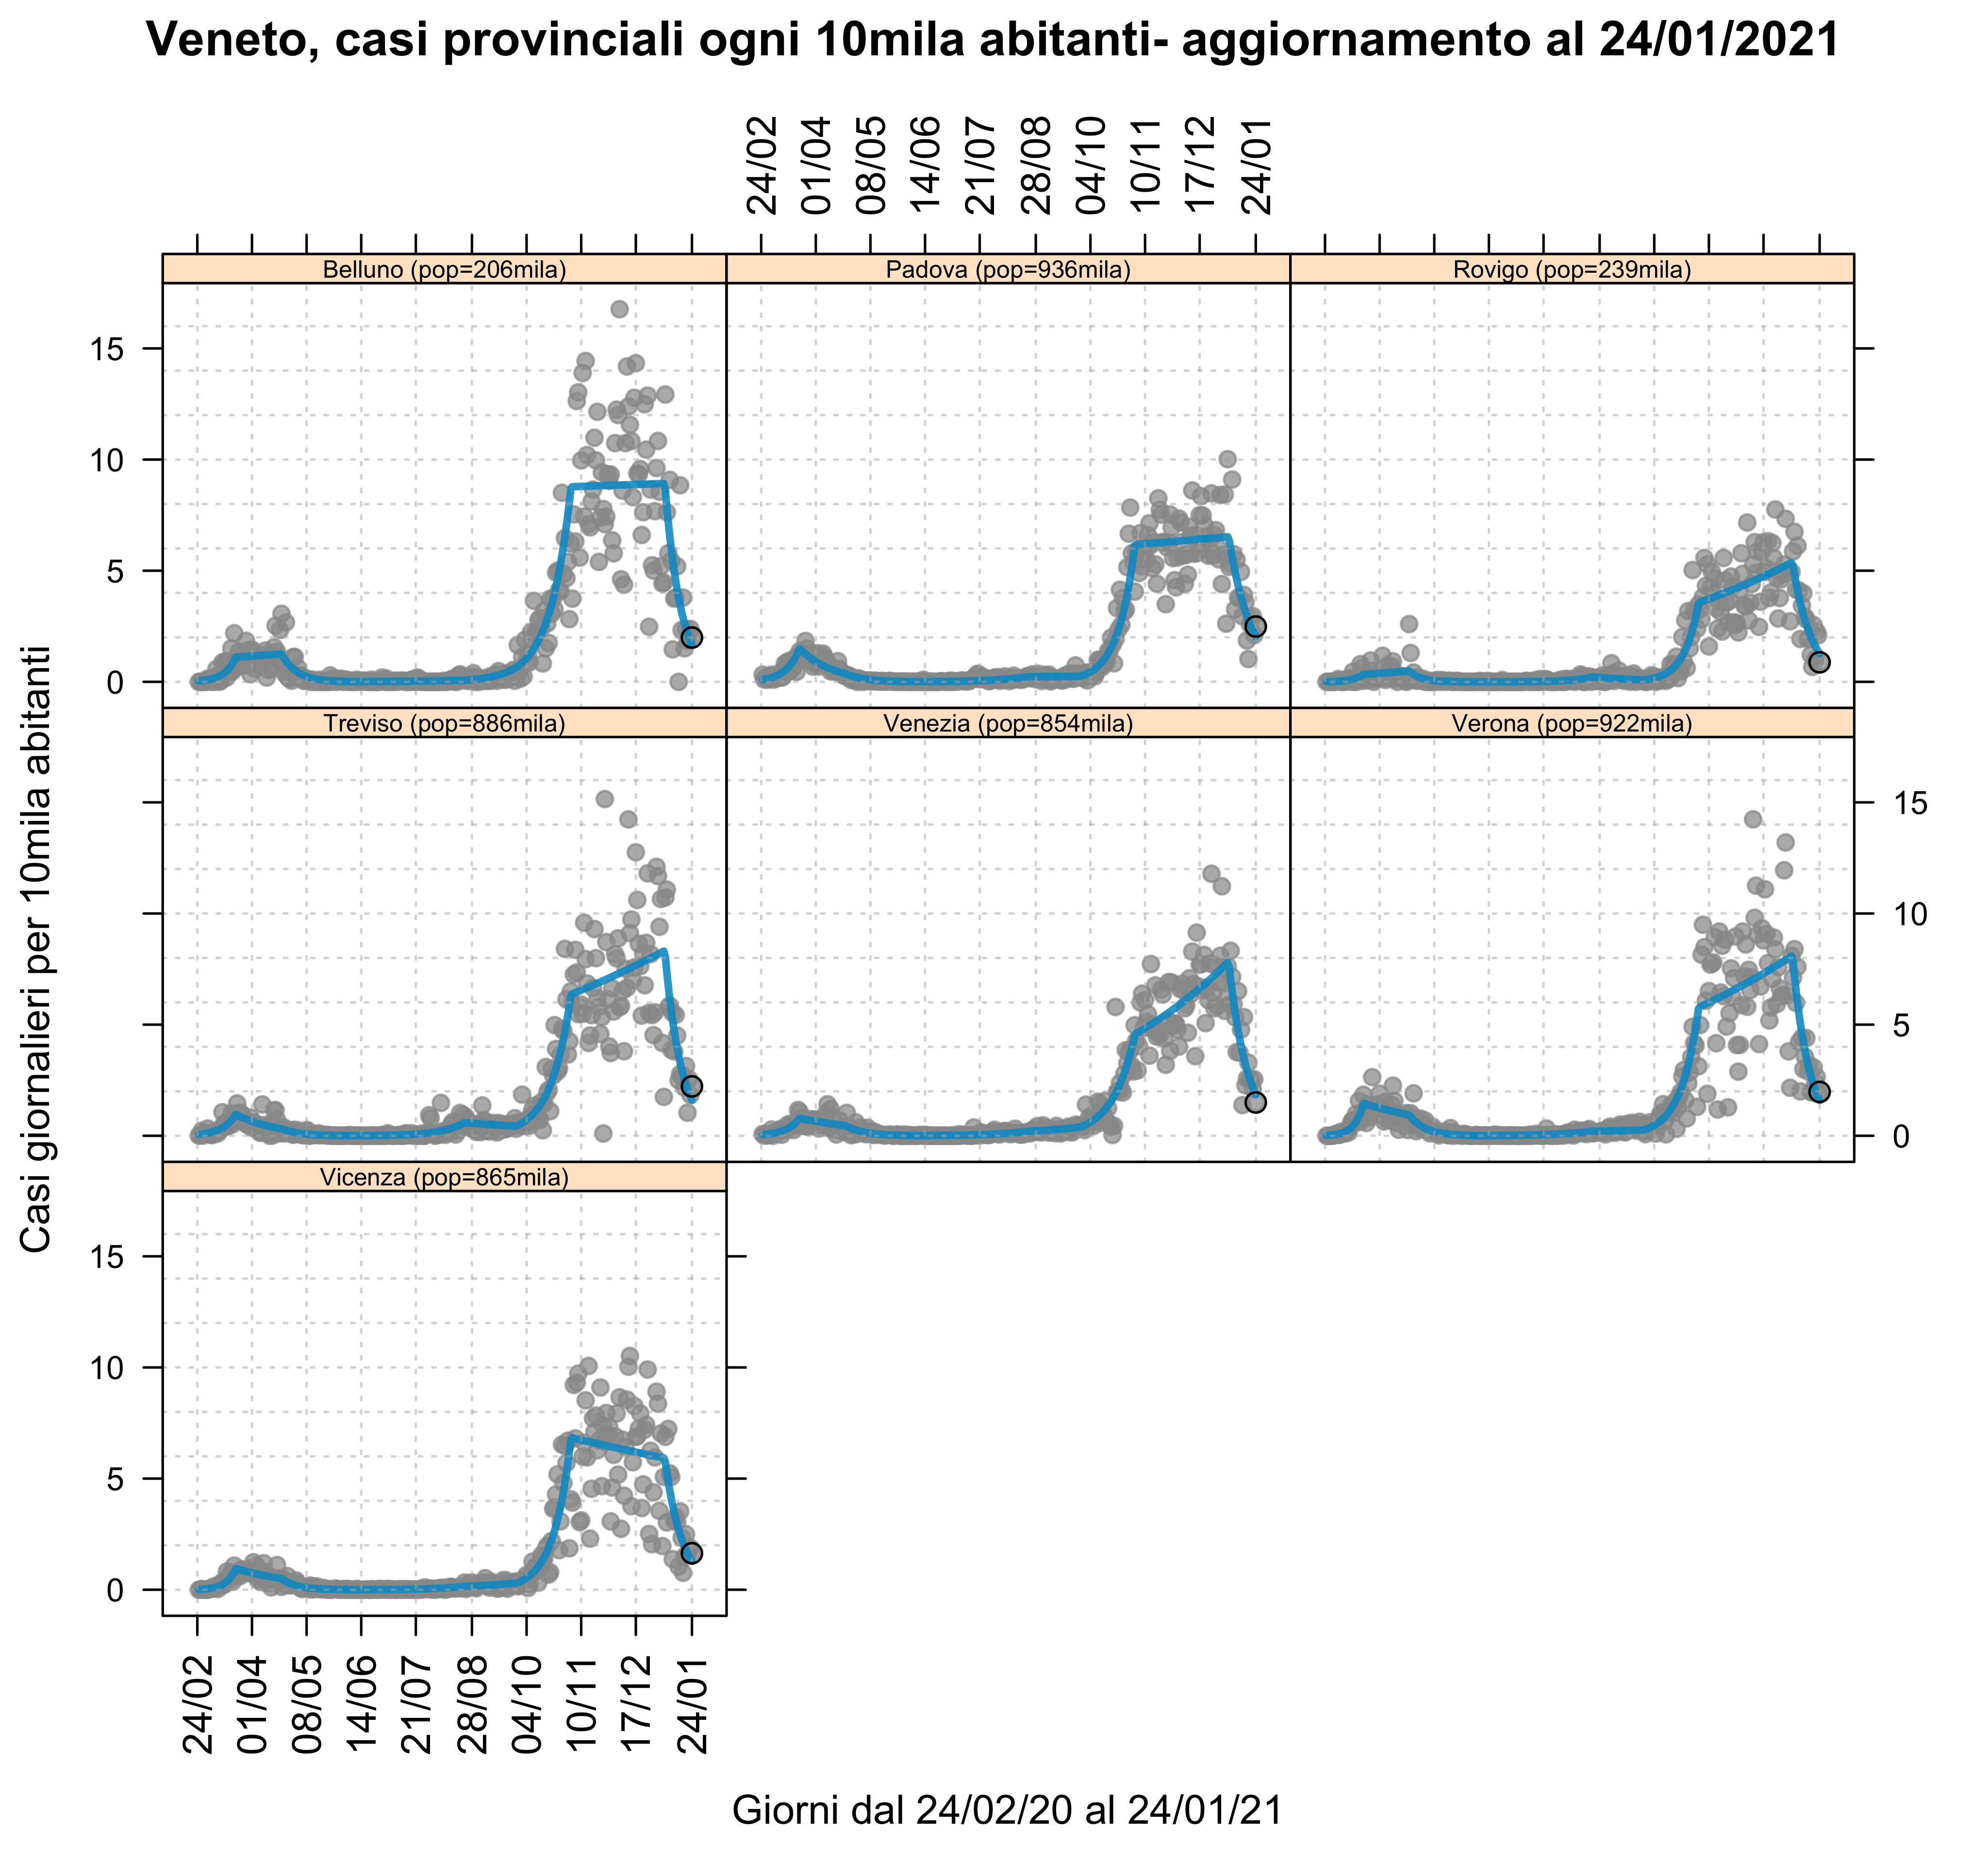 Veneto, casi provinciali ogni 10mila abitanti- aggiornamento al 24/01/2021
24/02 01/04 08/05 14/06 21/07 28/08 04/10 10/11 17/12 24/01
Belluno (pop=206mila)
Padova (pop=936mila)
Rovigo (pop=239mila)
15
10
5
0
Treviso (pop=886mila)
Venezia (pop=854mila)
Verona (pop=922mila)
15
10
5
0
Vicenza (pop=865mila)
15
10
5
0
24/02 01/04 08/05 14/06 21/07 28/08 04/10 10/11 17/12 24/01
Casi giornalieri per 10mila abitanti
Giorni dal 24/02/20 al 24/01/21